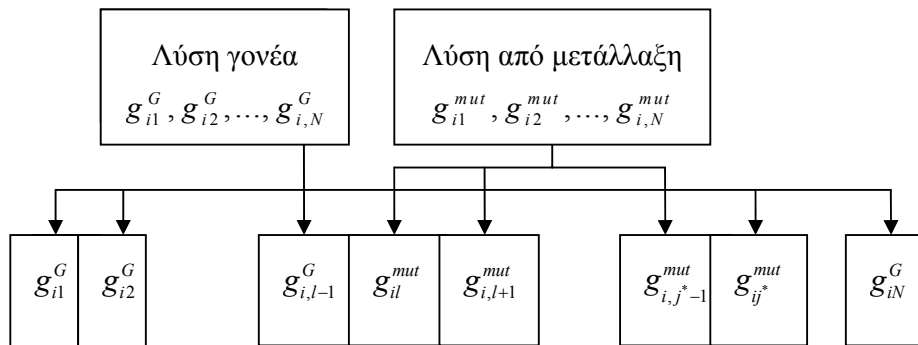 Λύση γονέα
$g_{i1}^{G}, g_{i2}^{G}, \ldots, g_{i,N}^{G}$
Λύση από μετάλλαξη
$g_{i1}^{mut}, g_{i2}^{mut}, \ldots, g_{i,N}^{mut}$
$g_{i1}^{G}$ $g_{i2}^{G}$ $g_{i,l-1}^{G}$ $g_{il}^{mut}$ $g_{i,l+1}^{mut}$ $g_{i,j^{*}-1}^{mut}$ $g_{ij^{*}}^{mut}$ $g_{iN}^{G}$